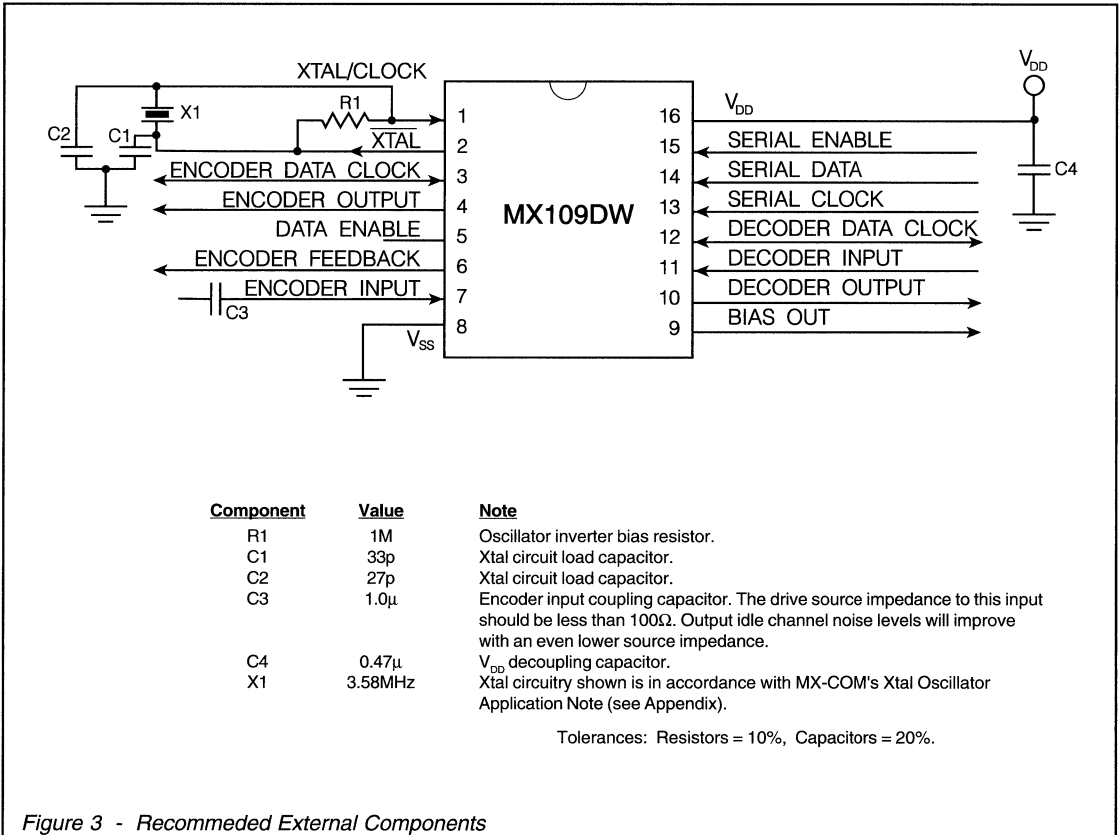 XTAL/CLOCK
V_DD
X1
R1
C2
C1
XTAL
ENCODER DATA CLOCK
ENCODER OUTPUT
DATA ENABLE
ENCODER FEEDBACK
ENCODER INPUT
C3
V_SS
1
2
3
4
5
6
7
8
MX109DW
16
15
14
13
12
11
10
9
V_DD
SERIAL ENABLE
SERIAL DATA
SERIAL CLOCK
DECODER DATA CLOCK
DECODER INPUT
DECODER OUTPUT
BIAS OUT
C4
Component Value Note
R1 1M Oscillator inverter bias resistor.
C1 33p Xtal circuit load capacitor.
C2 27p Xtal circuit load capacitor.
C3 1.0μ Encoder input coupling capacitor. The drive source impedance to this input
should be less than 100Ω. Output idle channel noise levels will improve
with an even lower source impedance.
C4 0.47μ V_DD decoupling capacitor.
X1 3.58MHz Xtal circuitry shown is in accordance with MX-COM's Xtal Oscillator
Application Note (see Appendix).
Tolerances: Resistors = 10%, Capacitors = 20%.
Figure 3 - Recommeded External Components